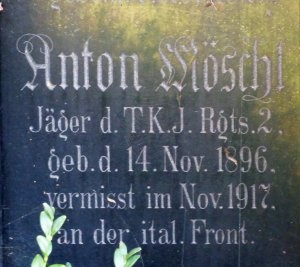 Anton Möschl
Jäger d. T.K.J. Rgts. 2,
geb. d. 14. Nov. 1896,
vermisst im Nov. 1917,
an der ital. Front.